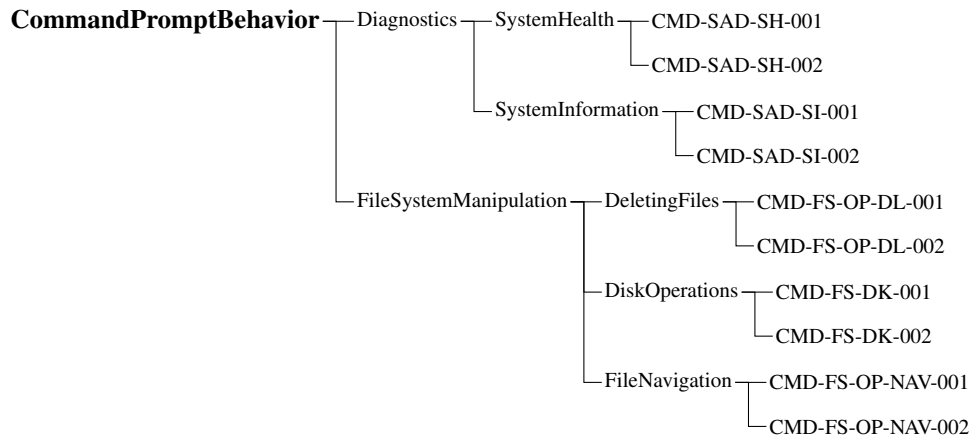 CommandPromptBehavior Diagnostics SystemHealth CMD-SAD-SH-001
CMD-SAD-SH-002
SystemInformation CMD-SAD-SI-001
CMD-SAD-SI-002
FileSystemManipulation DeletingFiles CMD-FS-OP-DL-001
CMD-FS-OP-DL-002
DiskOperations CMD-FS-DK-001
CMD-FS-DK-002
FileNavigation CMD-FS-OP-NAV-001
CMD-FS-OP-NAV-002